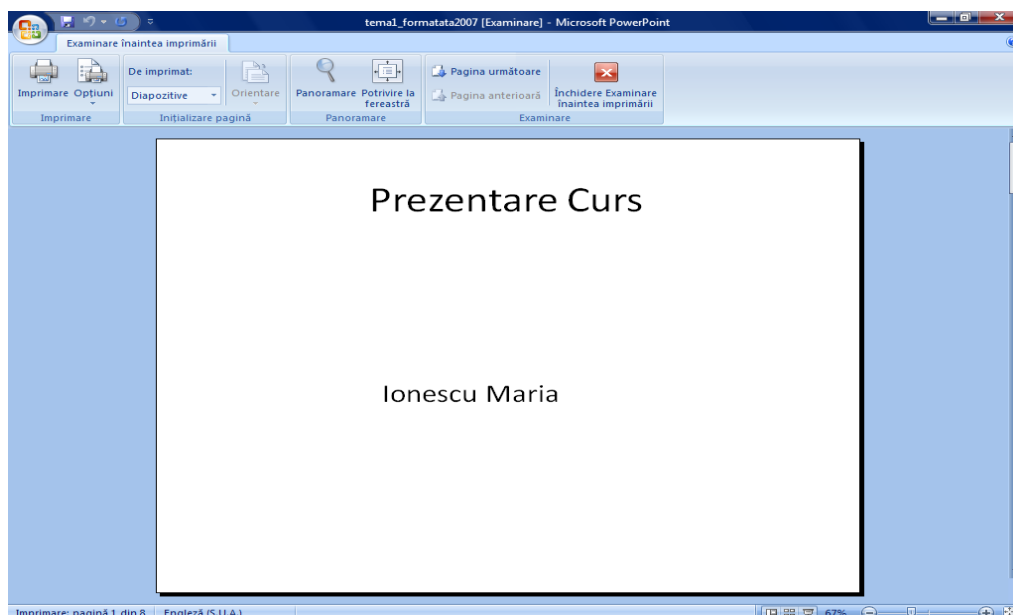 tema1_formatata2007 [Examinare] - Microsoft PowerPoint
Examinare înaintea imprimării
Imprimare Opțiuni
De imprimat:
Diapozitive
Orientare
Panoramare Potrivire la fereastră
Pagina următoare
Pagina anterioară
Închidere Examinare
înaintea imprimării
Imprimare
Inițializare pagină
Panoramare
Examinare
Prezentare Curs
Ionescu Maria
Imprimare: pagină 1 din 8 Engleză (S.U.A.) 67%